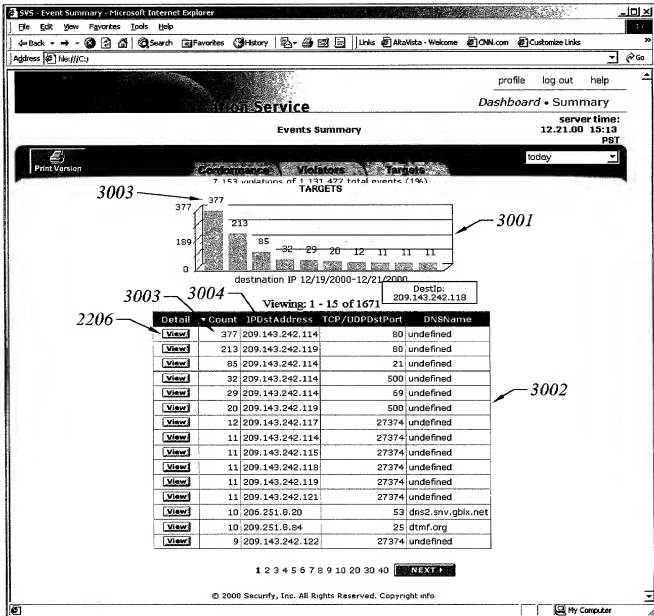 SVS - Event Summary - Microsoft Internet Explorer
File Edit View Favorites Tools Help
Back Search Favorites History Links AltaVista - Welcome CNN.com Customize Links
Address file:///C:/ Go
profile log out help
Service
Dashboard • Summary
Events Summary
server time:
12.21.00 15:13
PST
Print Version
Conformance Violators Targets
today
7,153 violations of 1,131,477 total events (1%)
TARGETS
3003
377
377
213
189
85
32 29 20 12 11 11 11
0
3001
destination IP 12/19/2000-12/21/2000
DestIp:
209.143.242.118
3003 3004
Viewing: 1 - 15 of 1671
2206
Detail Count IPDstAddress TCP/UDPDstPort DNSName
View 377 209.143.242.114 80 undefined
View 213 209.143.242.119 80 undefined
View 85 209.143.242.114 21 undefined
View 32 209.143.242.114 500 undefined
View 29 209.143.242.114 69 undefined
View 20 209.143.242.119 500 undefined
View 12 209.143.242.117 27374 undefined
View 11 209.143.242.114 27374 undefined
View 11 209.143.242.115 27374 undefined
View 11 209.143.242.118 27374 undefined
View 11 209.143.242.119 27374 undefined
View 11 209.143.242.121 27374 undefined
View 10 206.251.8.20 53 dns2.snv.gblx.net
View 10 209.251.8.84 25 dtmf.org
View 9 209.143.242.122 27374 undefined
3002
1 2 3 4 5 6 7 8 9 10 20 30 40 NEXT
© 2000 Securify, Inc. All Rights Reserved. Copyright info
My Computer